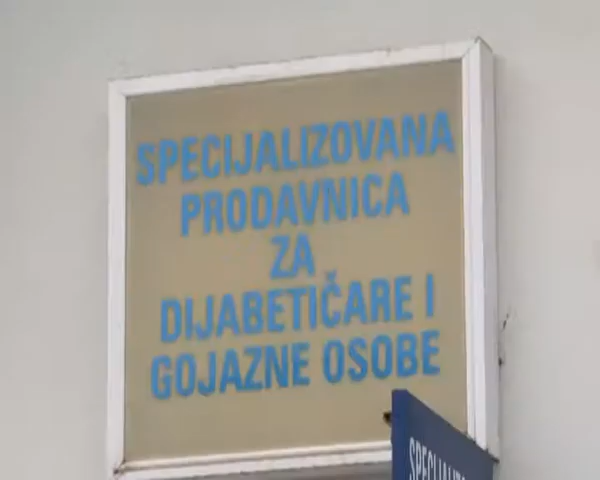 SPECIJALIZOVANA
PRODAVNICA
ZA
DIJABETIČARE I
GOJAZNE OSOBE